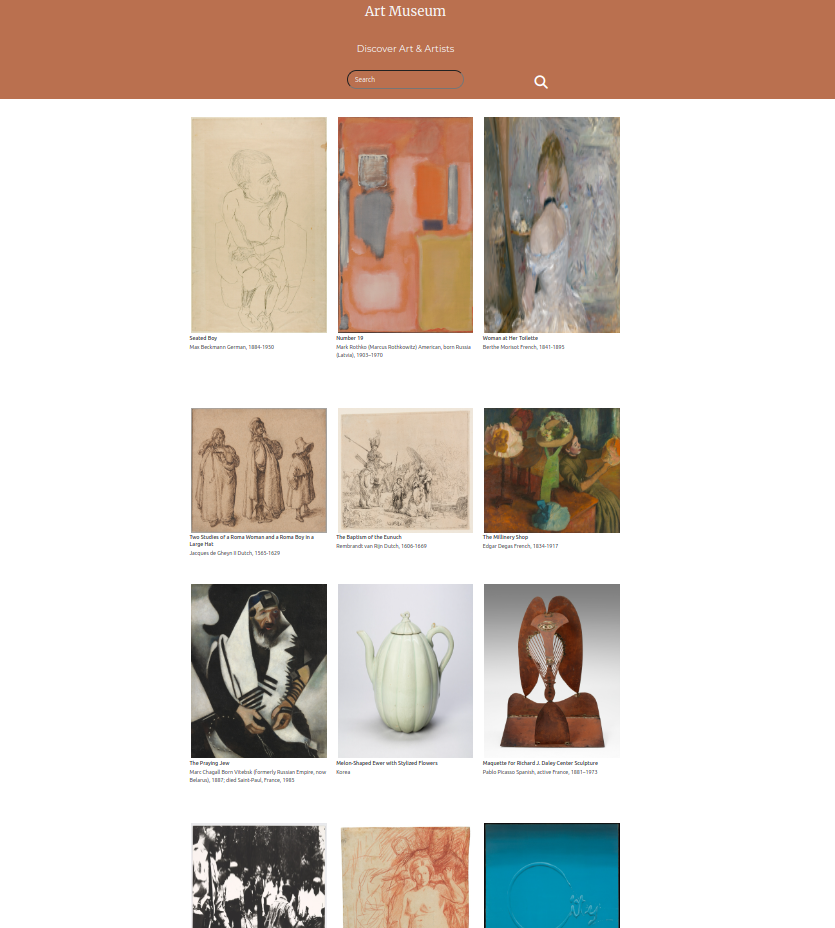 Art Museum
Discover Art & Artists
Search
Seated Boy
Max Beckmann German, 1884-1950
Number 19
Mark Rothko (Marcus Rothkowitz) American, born Russia
(Latvia), 1903–1970
Woman at Her Toilette
Berthe Morisot French, 1841-1895
Two Studies of a Roma Woman and a Roma Boy in a
Large Hat
Jacques de Gheyn II Dutch, 1565-1629
The Baptism of the Eunuch
Rembrandt van Rijn Dutch, 1606-1669
The Millinery Shop
Edgar Degas French, 1834-1917
The Praying Jew
Marc Chagall Born Vitebsk (formerly Russian Empire, now
Belarus), 1887; died Saint-Paul, France, 1985
Melon-Shaped Ewer with Stylized Flowers
Korea
Maquette for Richard J. Daley Center Sculpture
Pablo Picasso Spanish, active France, 1881–1973